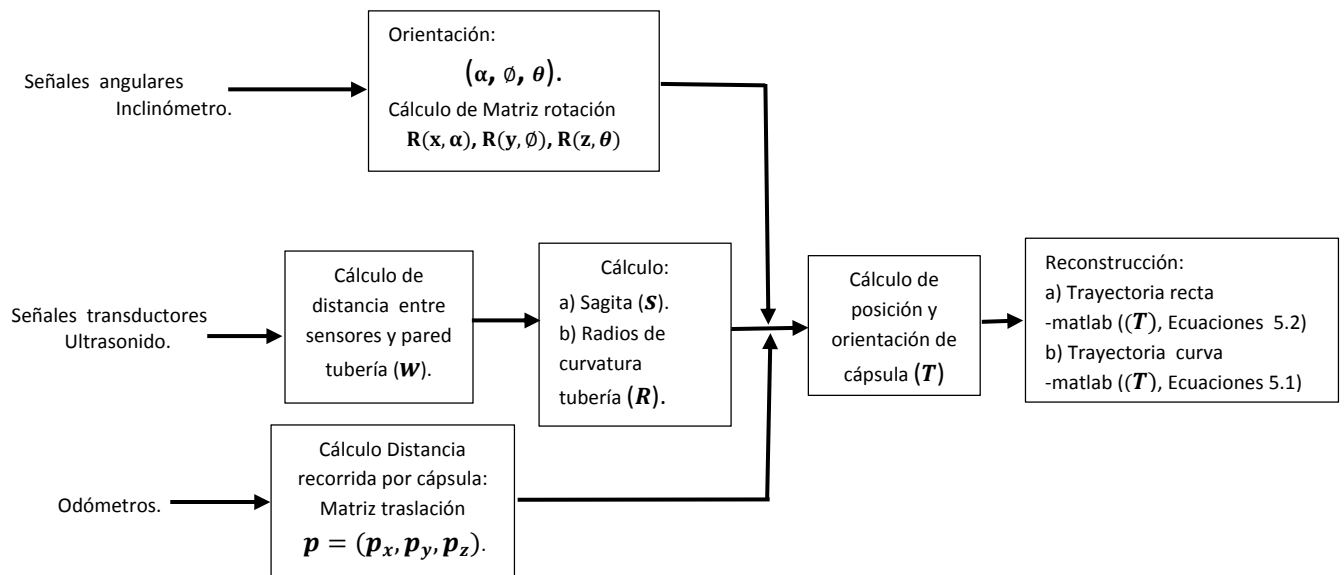 Señales angulares
Inclinómetro.
Orientación:
(α, ∅, θ).
Cálculo de Matriz rotación
R(x, α), R(y, ∅), R(z, θ)
Señales transductores
Ultrasonido.
Cálculo de
distancia entre
sensores y pared
tubería (W).
Cálculo:
a) Sagita (S).
b) Radios de
curvatura
tubería (R).
Cálculo de
posición y
orientación de
cápsula (T)
Reconstrucción:
a) Trayectoria recta
-matlab ((T), Ecuaciones 5.2)
b) Trayectoria curva
-matlab ((T), Ecuaciones 5.1)
Odómetros.
Cálculo Distancia
recorrida por cápsula:
Matriz traslación
p = (pₓ, p_y, p_z).